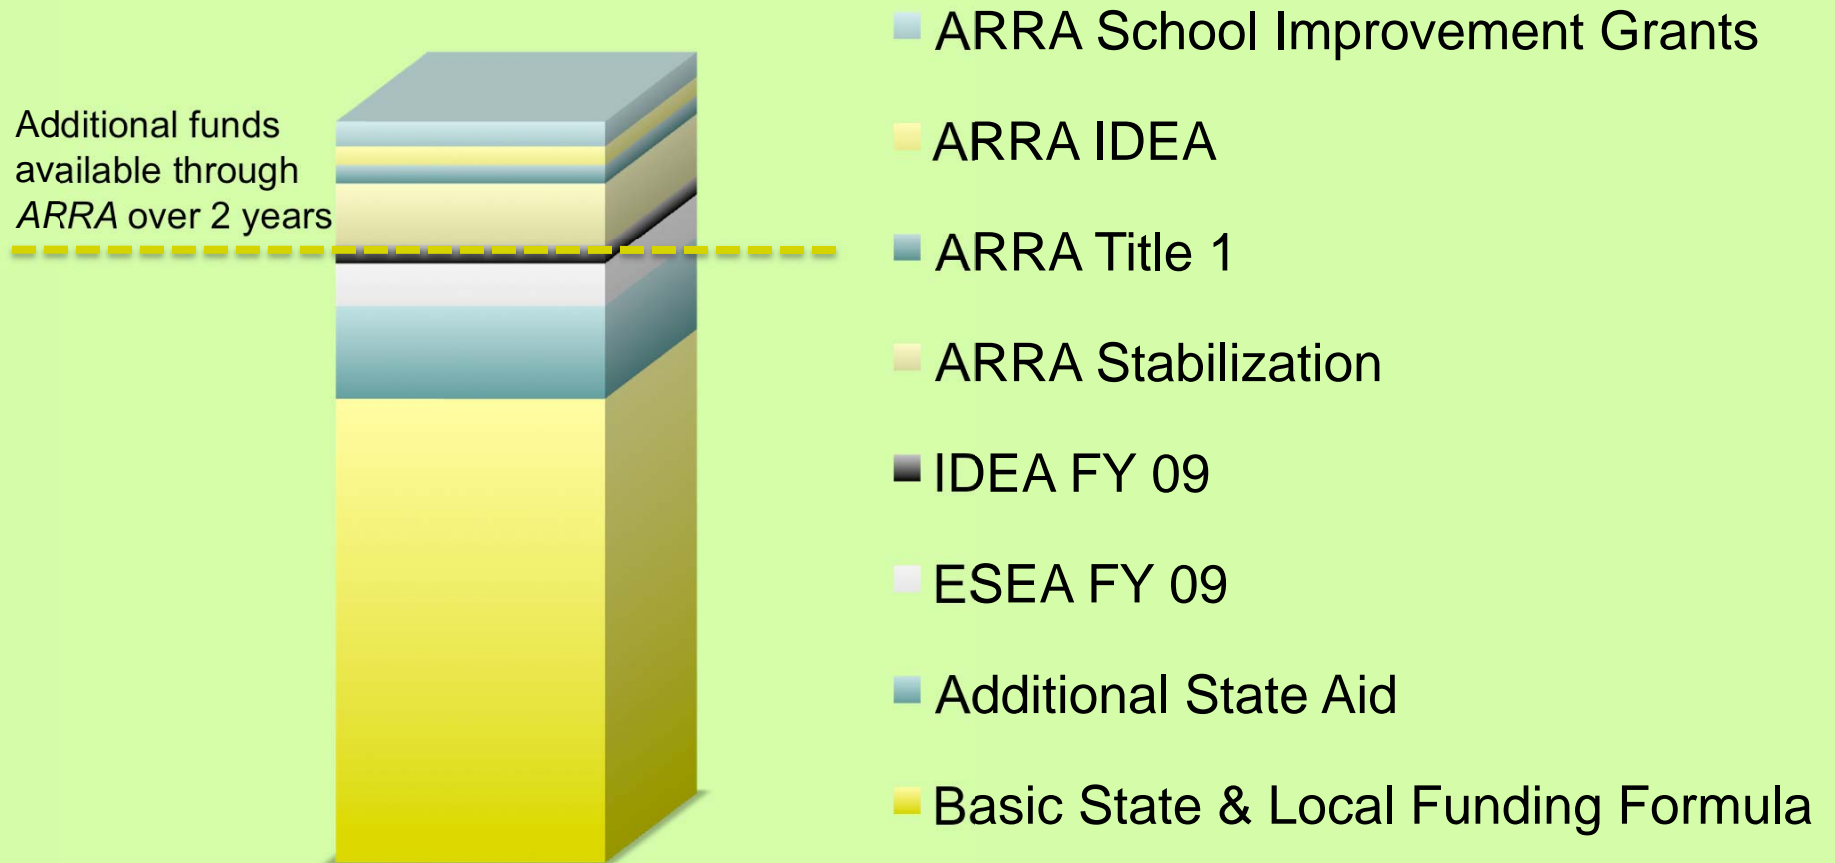 Additional funds
available through
ARRA over 2 years
ARRA School Improvement Grants
ARRA IDEA
ARRA Title 1
ARRA Stabilization
IDEA FY 09
ESEA FY 09
Additional State Aid
Basic State & Local Funding Formula